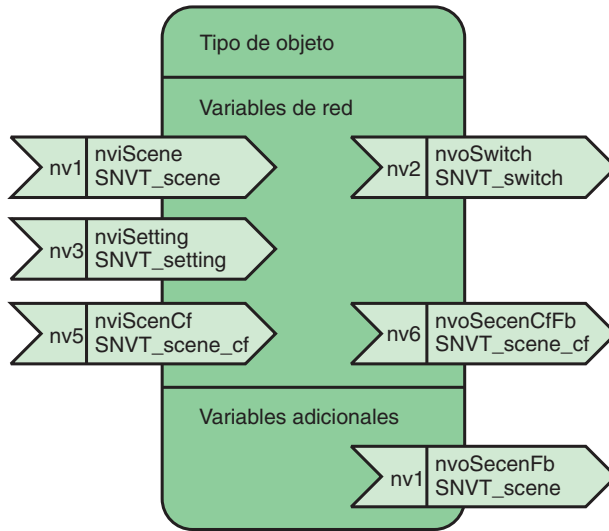 Tipo de objeto
Variables de red
nv1
nviScene
SNVT_scene
nv2
nvoSwitch
SNVT_switch
nv3
nviSetting
SNVT_setting
nv5
nviScenCf
SNVT_scene_cf
nv6
nvoSecenCfFb
SNVT_scene_cf
Variables adicionales
nv1
nvoSecenFb
SNVT_scene